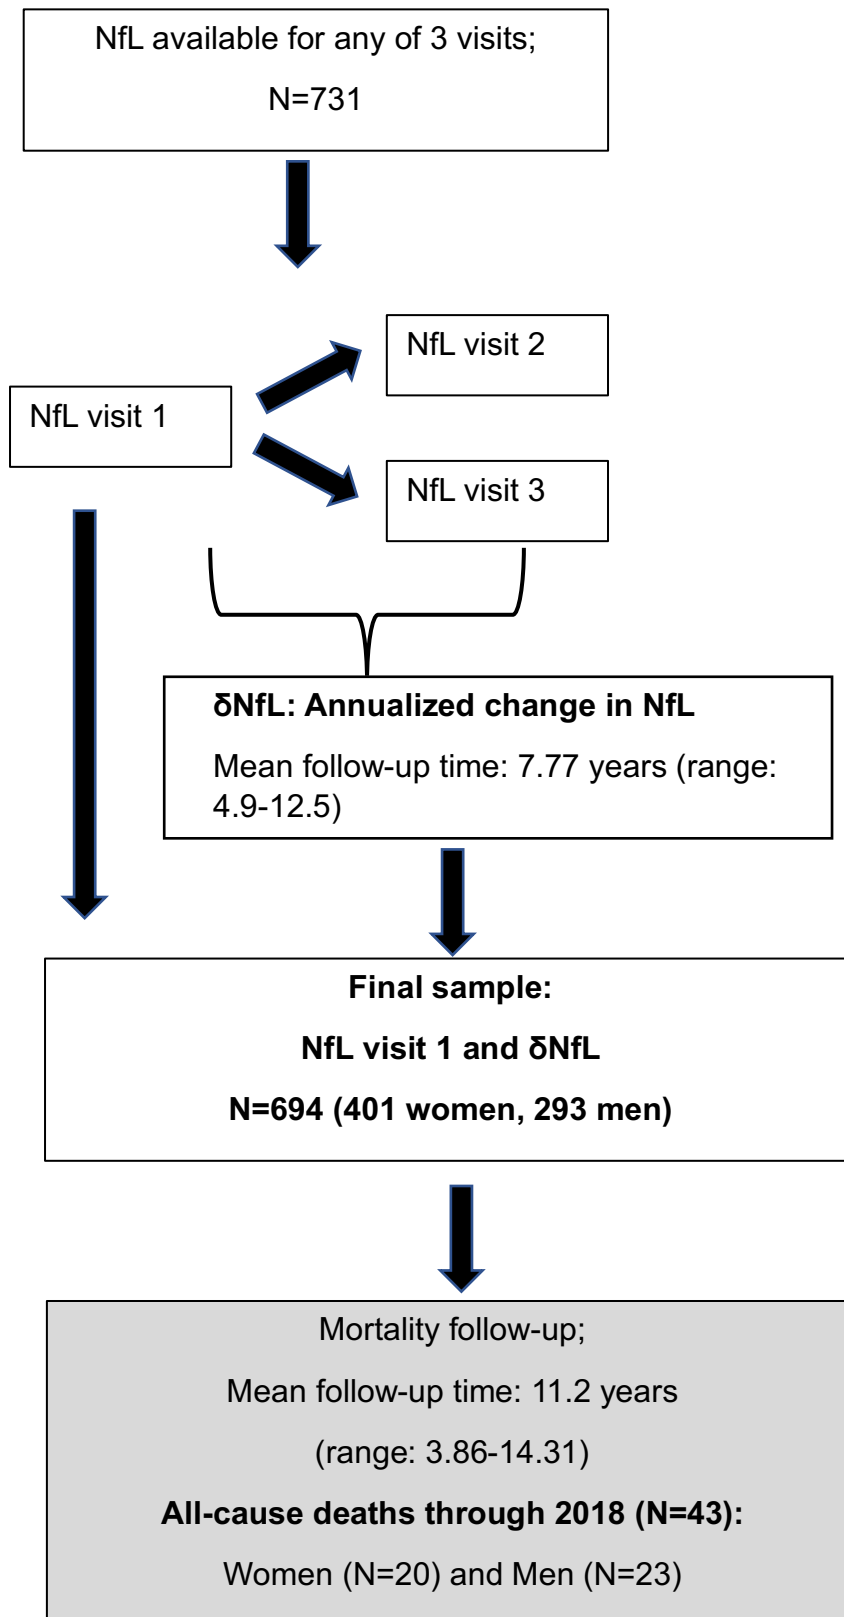 NfL available for any of 3 visits;
N=731
NfL visit 2
NfL visit 1
NfL visit 3
δNfL: Annualized change in NfL
Mean follow-up time: 7.77 years (range:
4.9-12.5)
Final sample:
NfL visit 1 and δNfL
N=694 (401 women, 293 men)
Mortality follow-up;
Mean follow-up time: 11.2 years
(range: 3.86-14.31)
All-cause deaths through 2018 (N=43):
Women (N=20) and Men (N=23)